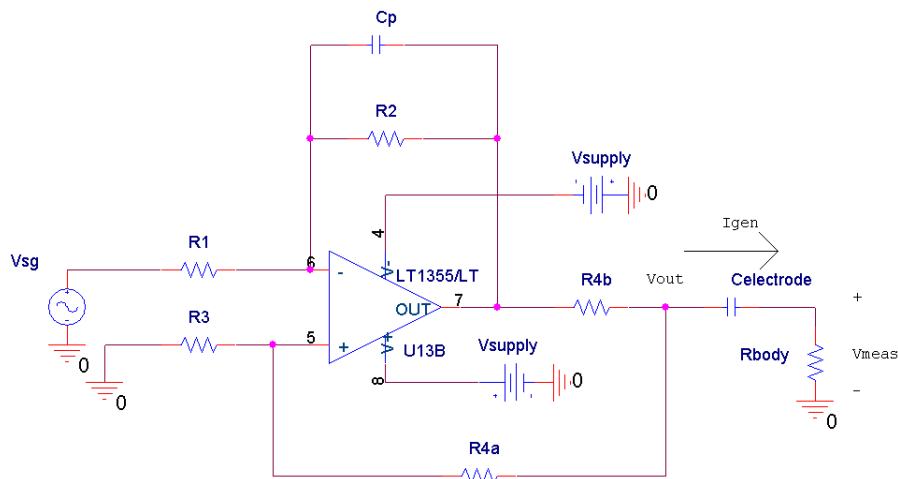 Cp
R2
Vsupply
- +
0
4
Igen
R1
Vsg
6
-
V-
LT1355/LT
Vout
Celectrode
R4b
7
OUT
+
R3
5
+
V+
U13B
Vsupply
Rbody
Vmeas
0
8
+ -
0
-
0
0
R4a